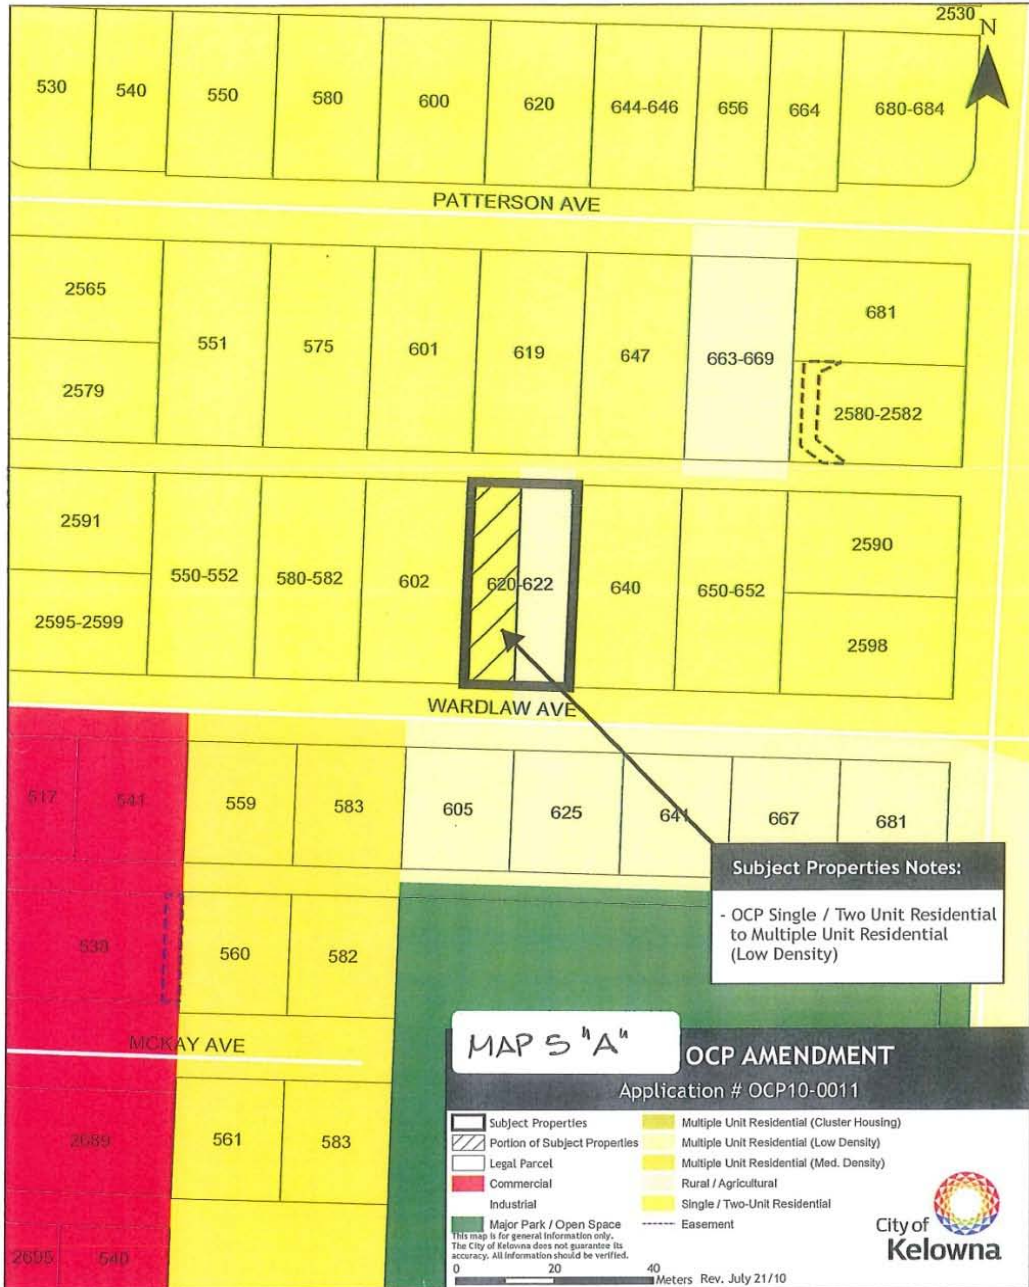 2530
N
530
540
550
580
600
620
644-646
656
664
680-684
PATTERSON AVE
2565
551
575
601
619
647
663-669
681
2579
2580-2582
2591
550-552
580-582
602
620-622
640
650-652
2590
2595-2599
2598
WARDLAW AVE
517
541
559
583
605
625
641
667
681
Subject Properties Notes:
- OCP Single / Two Unit Residential
to Multiple Unit Residential
(Low Density)
538
560
582
MCKAY AVE
2689
561
583
2695
540
MAP 5 "A"
OCP AMENDMENT
Application # OCP10-0011
Subject Properties
Portion of Subject Properties
Legal Parcel
Commercial
Industrial
Major Park / Open Space
Multiple Unit Residential (Cluster Housing)
Multiple Unit Residential (Low Density)
Multiple Unit Residential (Med. Density)
Rural / Agricultural
Single / Two-Unit Residential
Easement
This map is for general information only.
The City of Kelowna does not guarantee its
accuracy. All information should be verified.
0 20 40
Meters Rev. July 21/10
City of
Kelowna